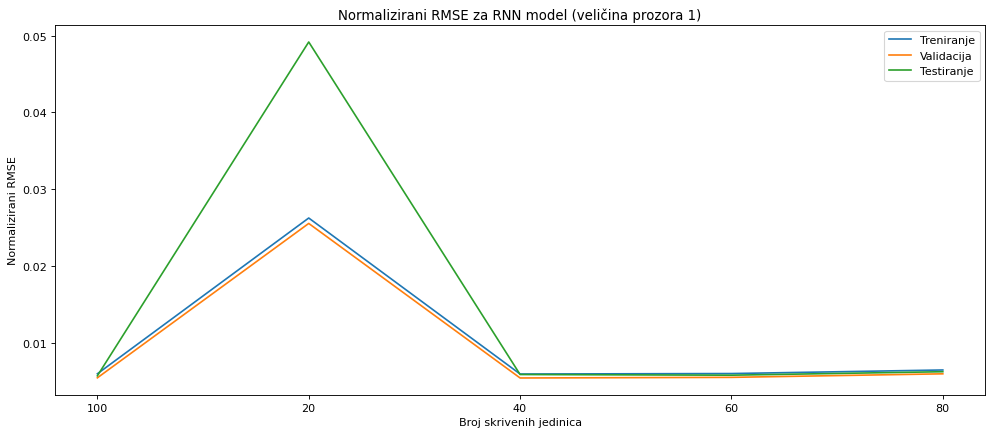 Normalizirani RMSE za RNN model (veličina prozora 1)
Treniranje
Validacija
Testiranje
Normalizirani RMSE
0.05
0.04
0.03
0.02
0.01
100 20 40 60 80
Broj skrivenih jedinica